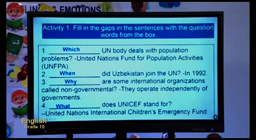 LINGS & EMOTIONS
Activity 1. Fill in the gaps in the sentences with the question
words from the box.
1. Which UN body deals with population
problems? -United Nations Fund for Population Activities
(UNFPA).
2. When did Uzbekistan join the UN? -In 1992.
3. Why are some international organizations
called non-governmental? -They operate independently of
governments.
4. What does UNICEF stand for?
-United Nations International Children's Emergency Fund
English
Grade 10